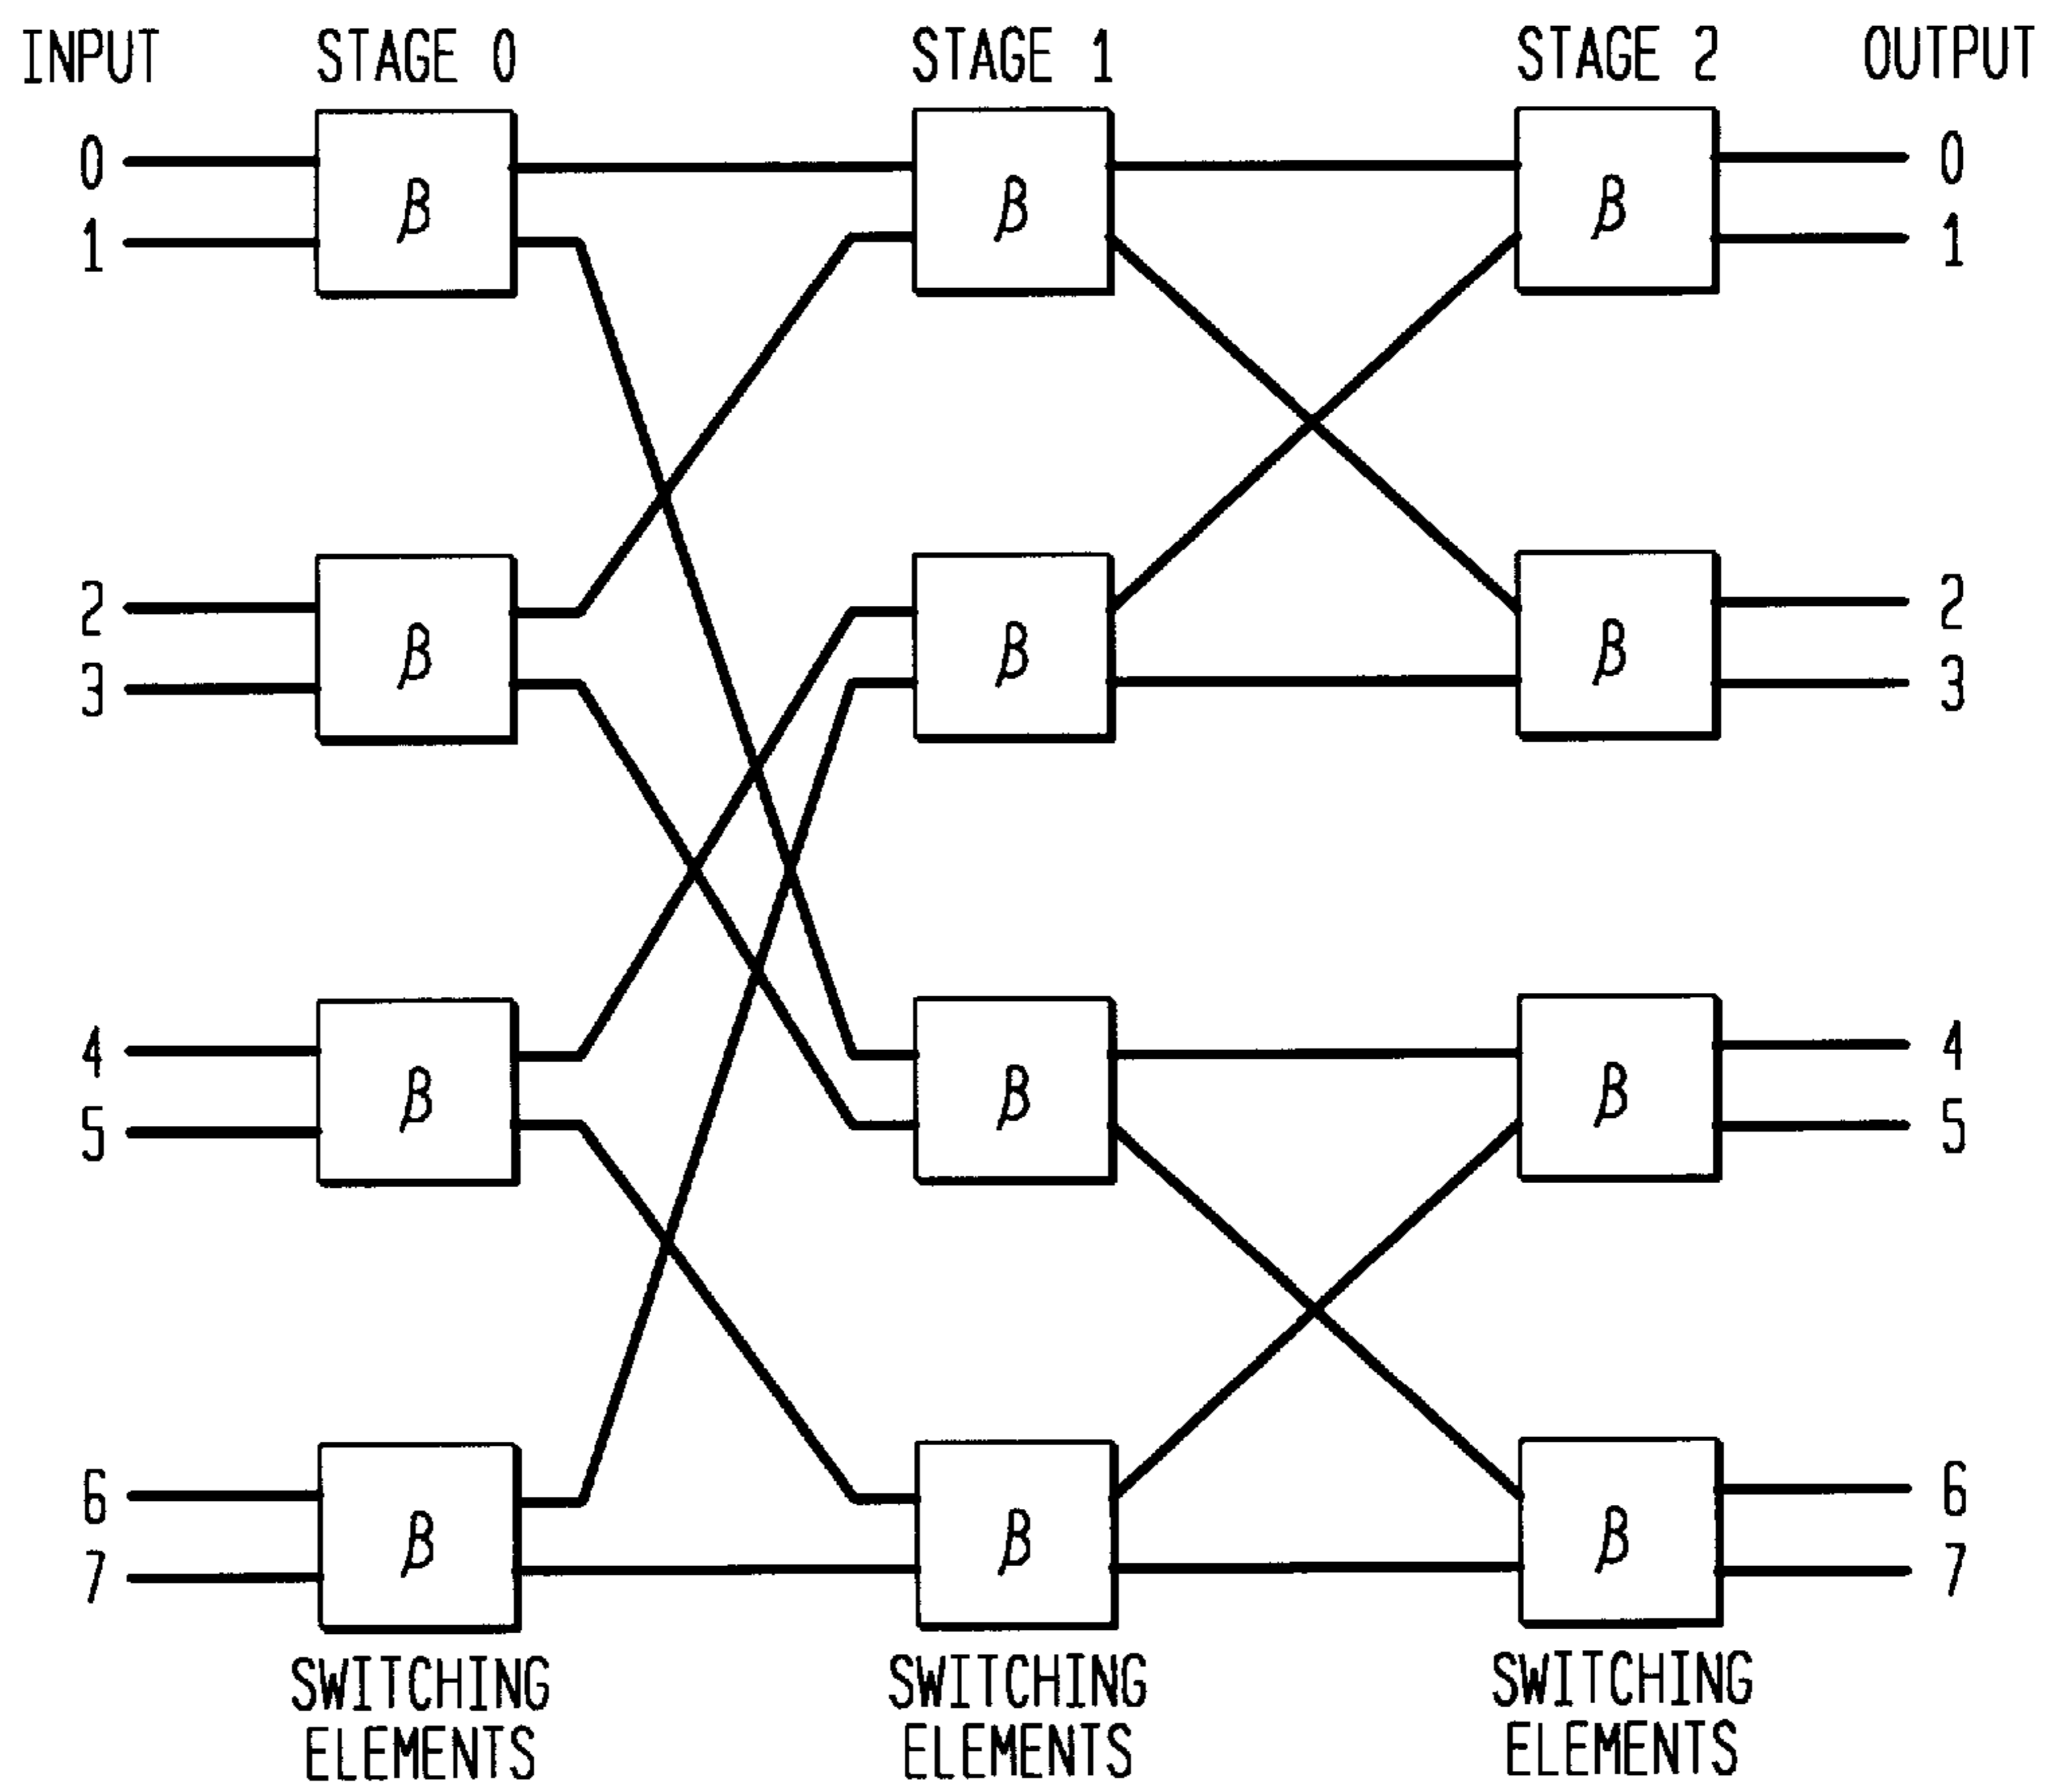 INPUT STAGE 0 STAGE 1 STAGE 2 OUTPUT
0 β β β 0
1 1
2 β β β 2
3 3
4 β β β 4
5 5
6 β β β 6
7 7
SWITCHING ELEMENTS
SWITCHING ELEMENTS
SWITCHING ELEMENTS